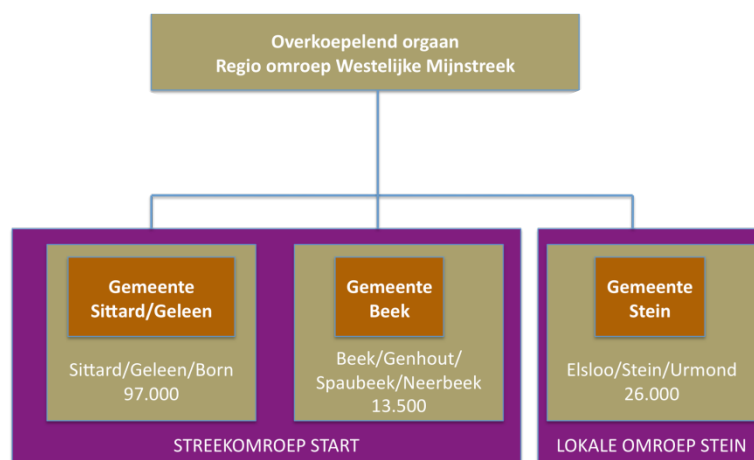 Overkoepelend orgaan
Regio omroep Westelijke Mijnstreek
Gemeente
Sittard/Geleen
Sittard/Geleen/Born
97.000
Gemeente
Beek
Beek/Genhout/
Spaubeek/Neerbeek
13.500
Gemeente
Stein
Elsloo/Stein/Urmond
26.000
STREEKOMROEP START
LOKALE OMROEP STEIN